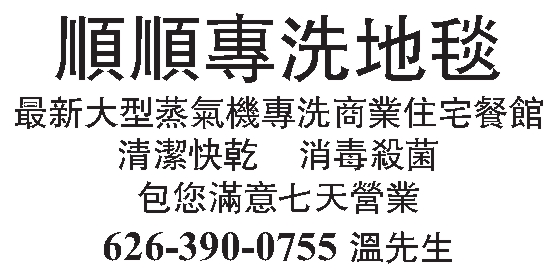 順順專洗地毯
最新大型蒸氣機專洗商業住宅餐館
清潔快乾 消毒殺菌
包您滿意七天營業
626-390-0755 溫先生